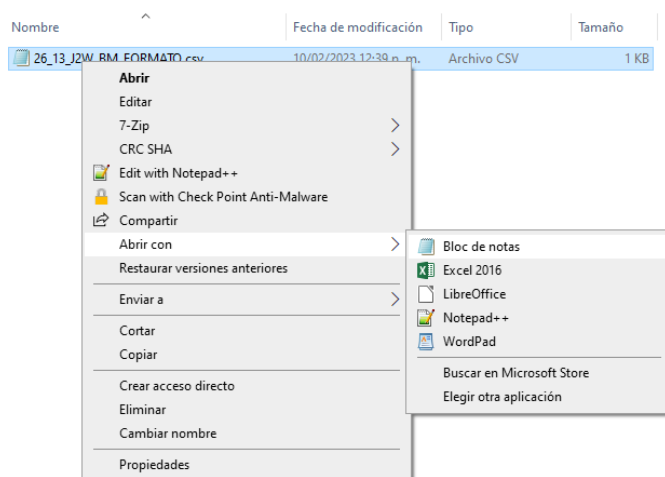 Nombre Fecha de modificación Tipo Tamaño
26_13_J2W_BM_FORMATO.csv 10/02/2023 12:39 p. m. Archivo CSV 1 KB
Abrir
Editar
7-Zip
CRC SHA
Edit with Notepad++
Scan with Check Point Anti-Malware
Compartir
Abrir con
Restaurar versiones anteriores
Enviar a
Cortar
Copiar
Crear acceso directo
Eliminar
Cambiar nombre
Propiedades
Bloc de notas
Excel 2016
LibreOffice
Notepad++
WordPad
Buscar en Microsoft Store
Elegir otra aplicación